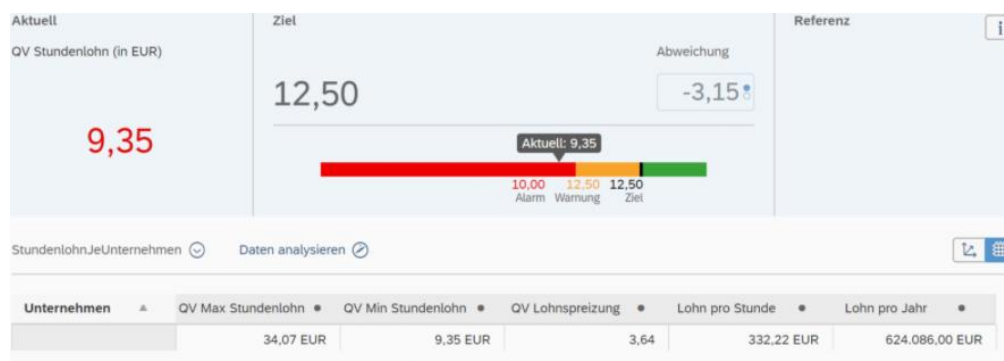 Aktuell Ziel Referenz
QV Stundenlohn (in EUR) Abweichung i
12,50 -3,15
9,35
Aktuell: 9,35
10,00 12,50 12,50
Alarm Warnung Ziel
StundenlohnJeUnternehmen Daten analysieren
Unternehmen QV Max Stundenlohn QV Min Stundenlohn QV Lohnspreizung Lohn pro Stunde Lohn pro Jahr
34,07 EUR 9,35 EUR 3,64 332,22 EUR 624.086,00 EUR